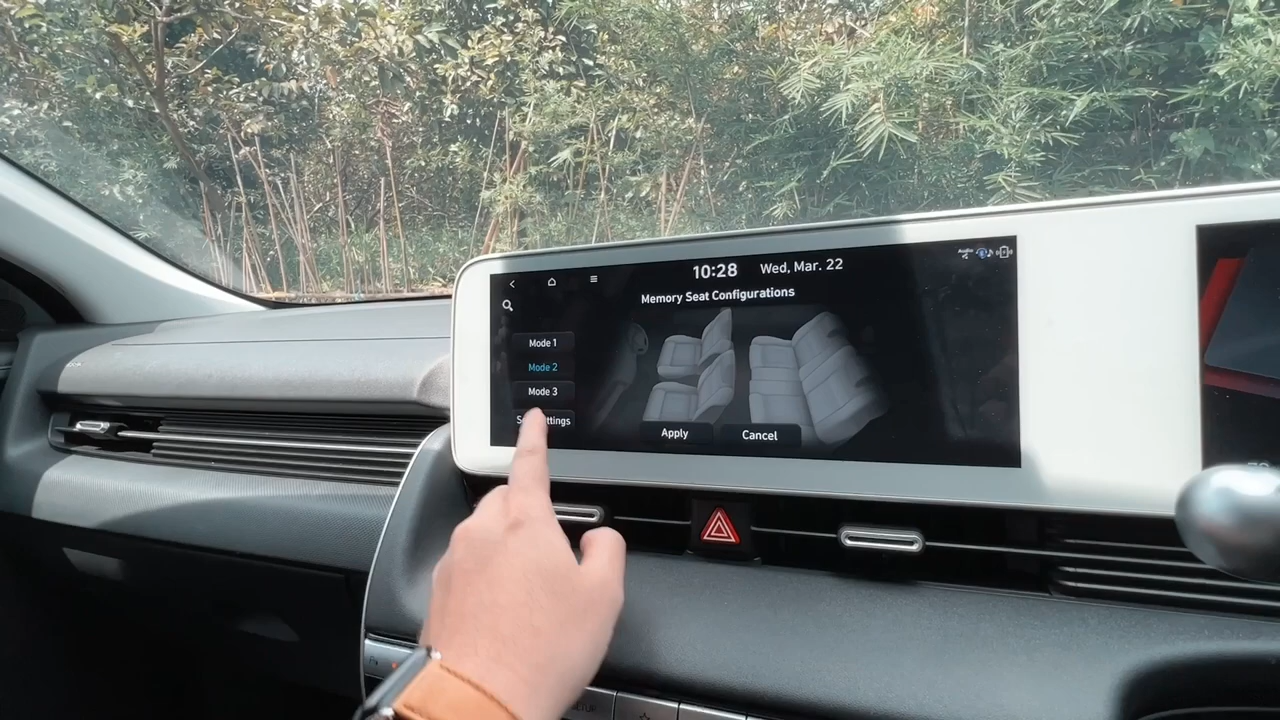 10:28 Wed, Mar. 22
Memory Seat Configurations
Mode 1
Mode 2
Mode 3
Apply
Cancel